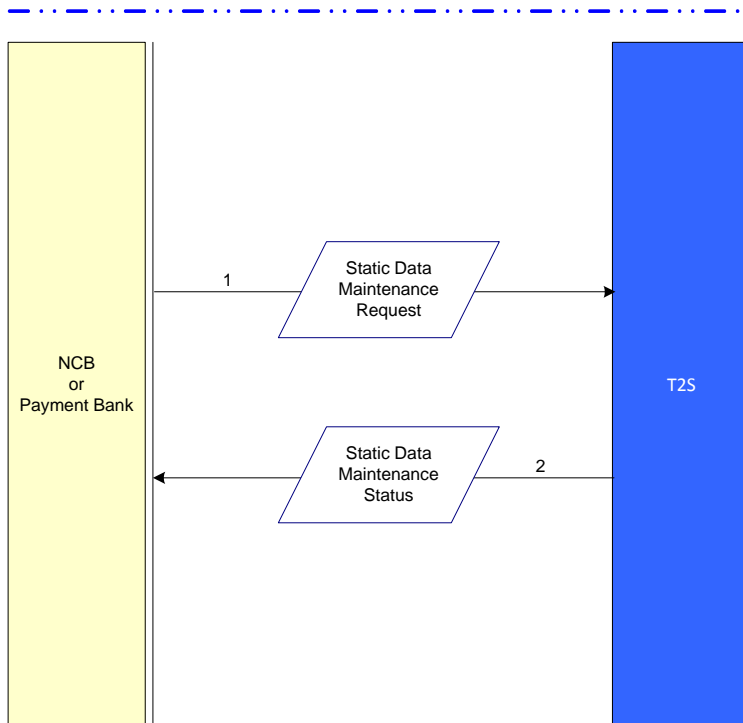 1
Static Data
Maintenance
Request
NCB
or
Payment Bank
T2S
Static Data
Maintenance
Status
2